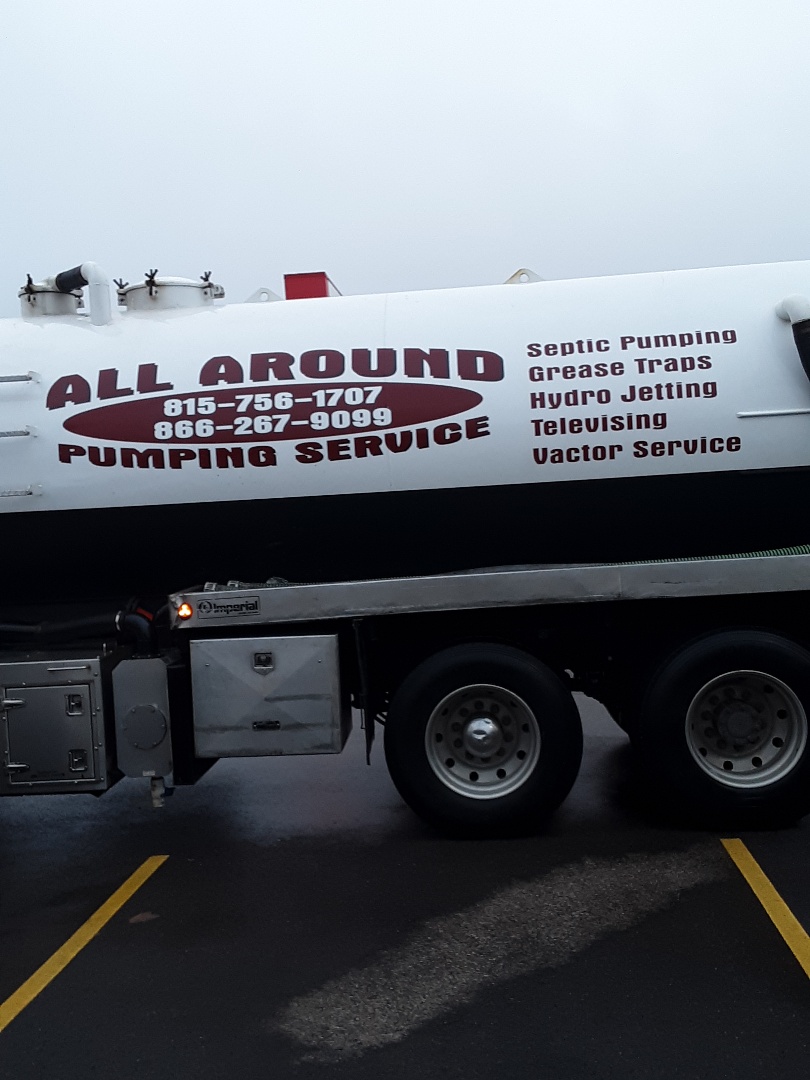 ALL AROUND
815-756-1707
866-267-9099
PUMPING SERVICE
Septic Pumping
Grease Traps
Hydro Jetting
Televising
Vactor Service
Imperial